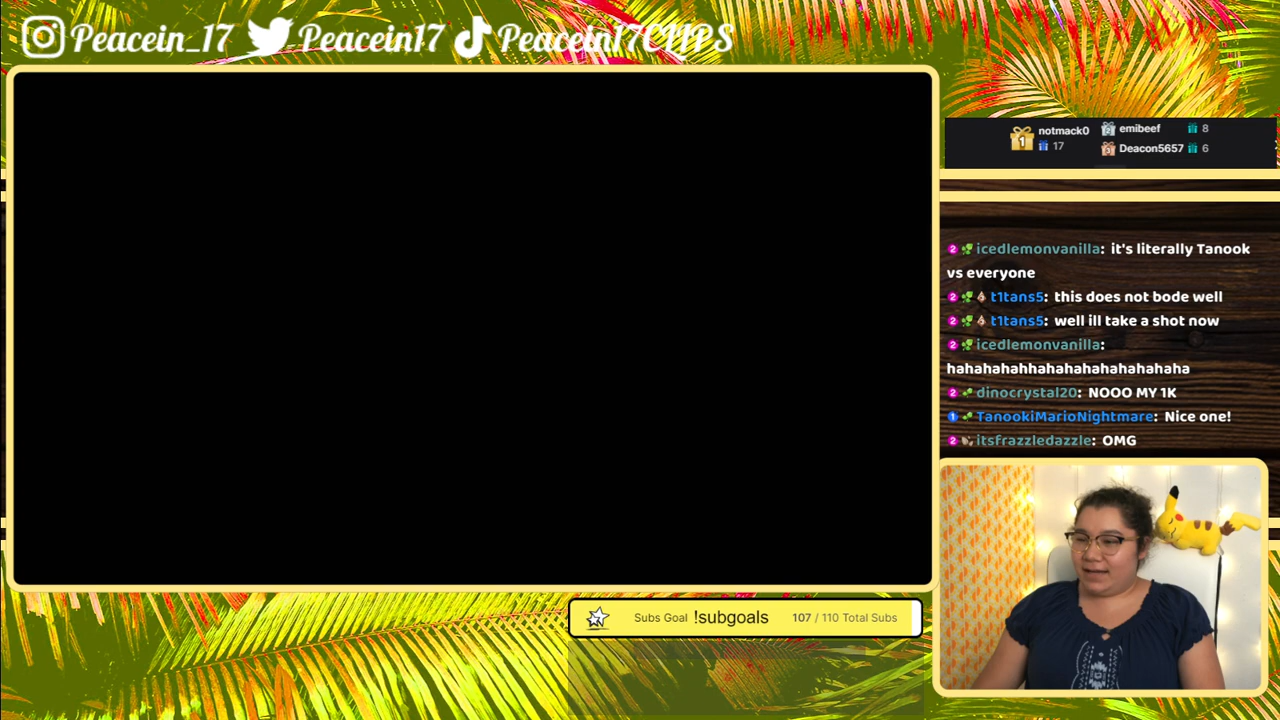 Peacein_17 Peacein17 Peacein17CLIPS
notmack0
17
emibeef 8
Deacon5657 6
icedlemonvanilla: it's literally Tanook
vs everyone
t1tans5: this does not bode well
t1tans5: well ill take a shot now
icedlemonvanilla:
hahahahahhahahahahahahahaha
dinocrystal20: NOOO MY 1K
TanookiMarioNightmare: Nice one!
itsfrazzledazzle: OMG
Subs Goal !subgoals 107 / 110 Total Subs